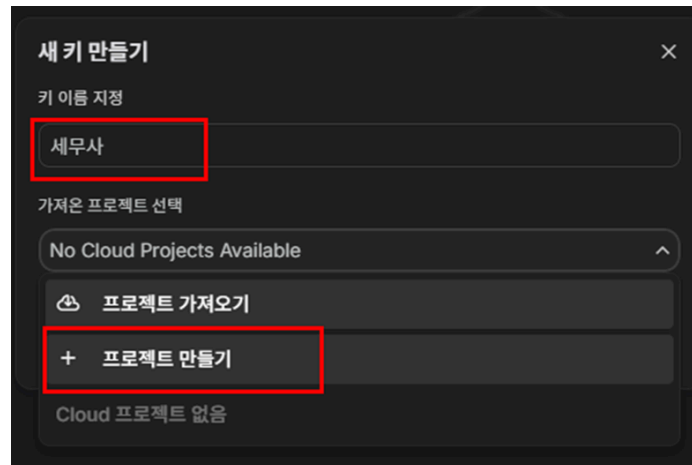 새 키 만들기
키 이름 지정
세무사
가져온 프로젝트 선택
No Cloud Projects Available
프로젝트 가져오기
프로젝트 만들기
Cloud 프로젝트 없음